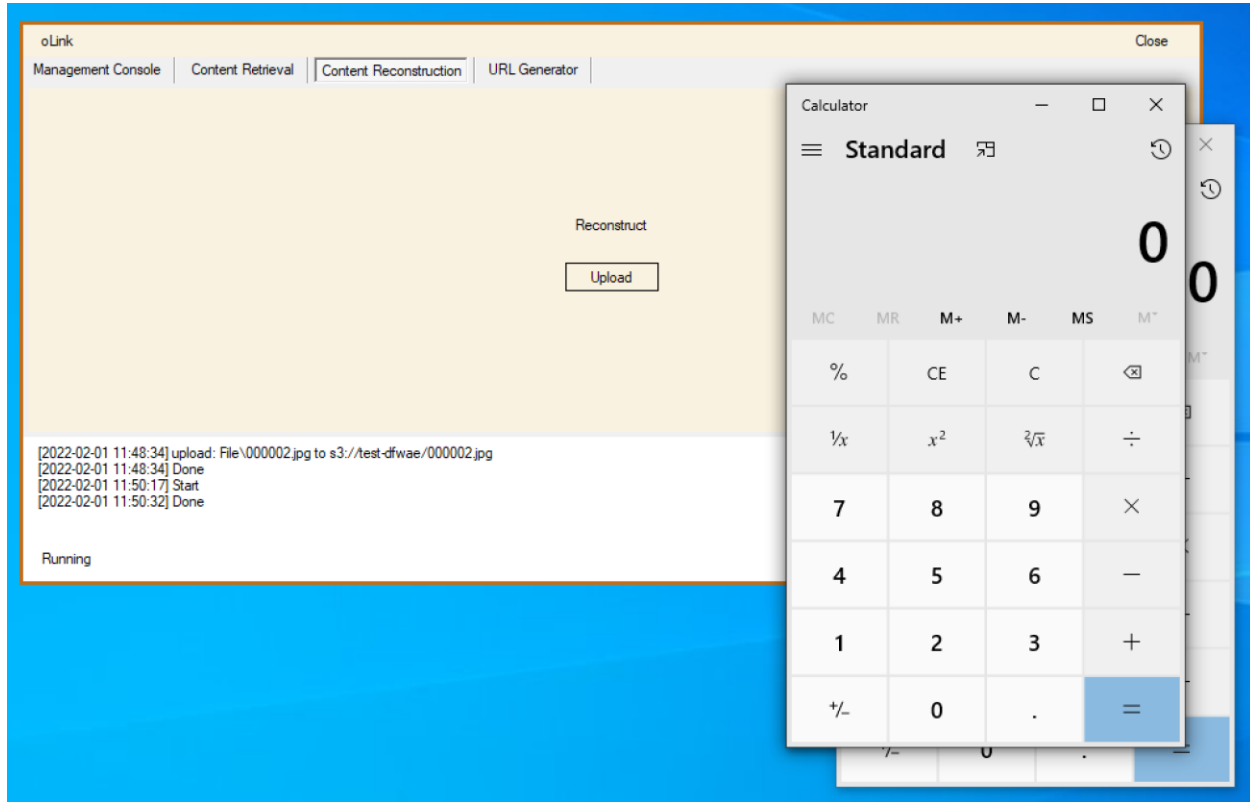 oLink Close
Management Console Content Retrieval Content Reconstruction URL Generator
Reconstruct
Upload
[2022-02-01 11:48:34] upload: File\000002.jpg to s3://test-dfwae/000002.jpg
[2022-02-01 11:48:34] Done
[2022-02-01 11:50:17] Start
[2022-02-01 11:50:32] Done
Running
Calculator
Standard
0
MC MR M+ M- MS M˅
% CE C
¹/x x² ²√x ÷
7 8 9 ×
4 5 6 −
1 2 3 +
+/− 0 . =
0
M˅
+/− 0 . =